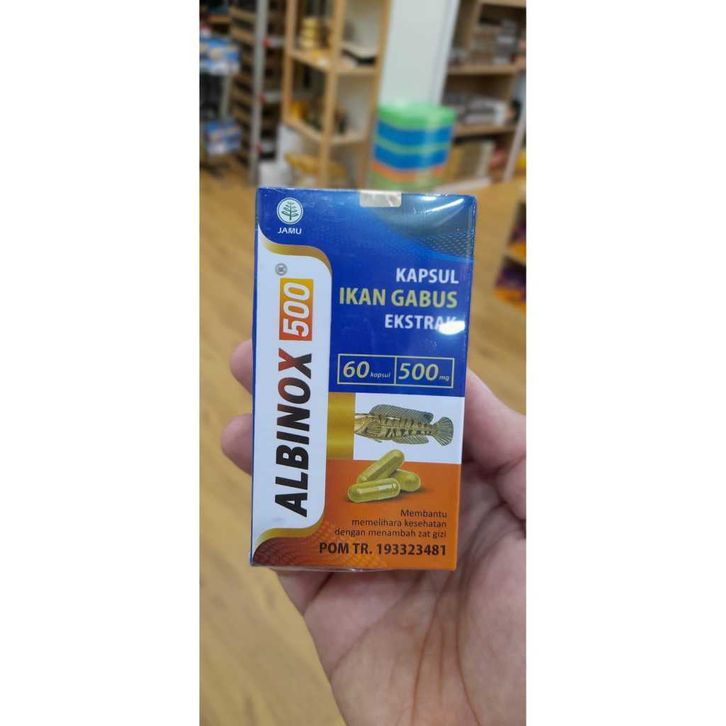 JAMU
ALBINOX 500®
KAPSUL
IKAN GABUS
EKSTRAK
60 kapsul 500 mg
Membantu
memelihara kesehatan
dengan menambah zat gizi
POM TR. 193323481